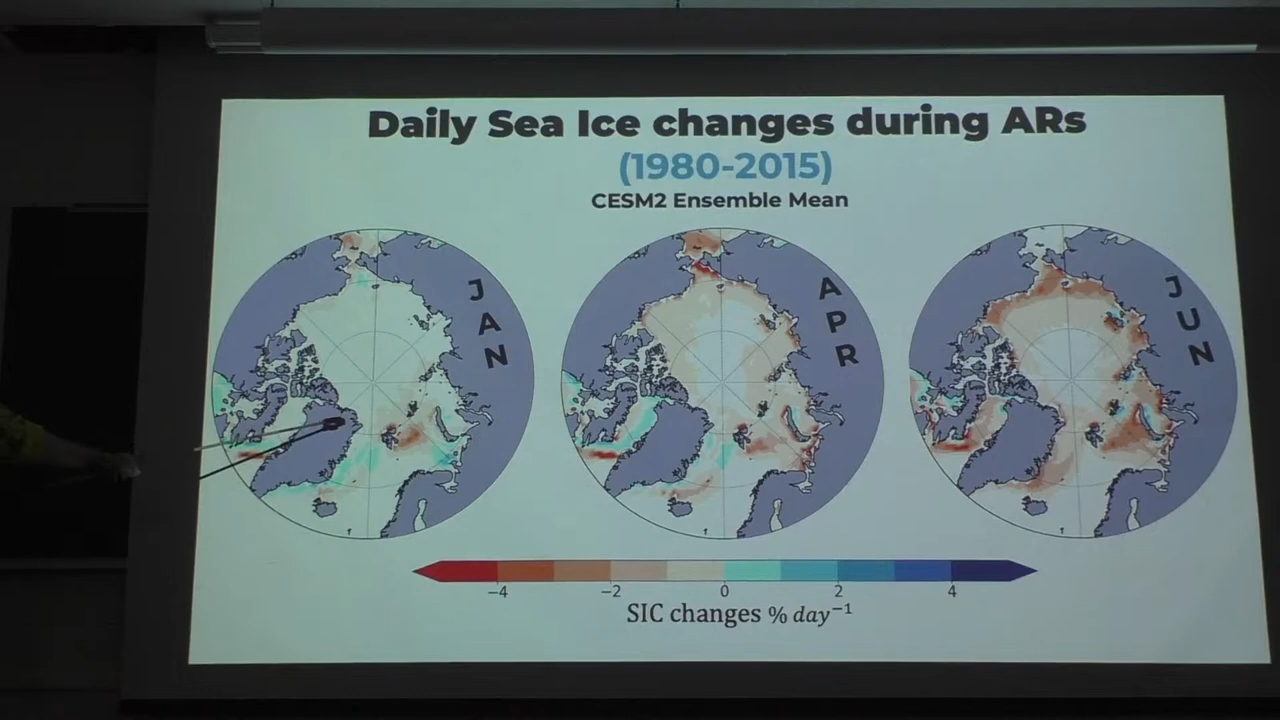 Daily Sea Ice changes during ARs
(1980-2015)
CESM2 Ensemble Mean
JAN
APR
JUN
−4 −2 0 2 4
SIC changes % day⁻¹